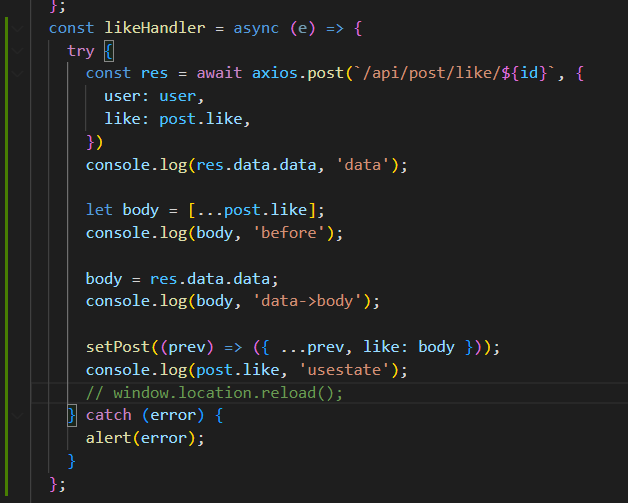 };
const likeHandler = async (e) => {
try {
const res = await axios.post(`/api/post/like/${id}`, {
user: user,
like: post.like,
})
console.log(res.data.data, 'data');
let body = [...post.like];
console.log(body, 'before');
body = res.data.data;
console.log(body, 'data->body');
setPost((prev) => ({ ...prev, like: body }));
console.log(post.like, 'usestate');
// window.location.reload();
} catch (error) {
alert(error);
}
};